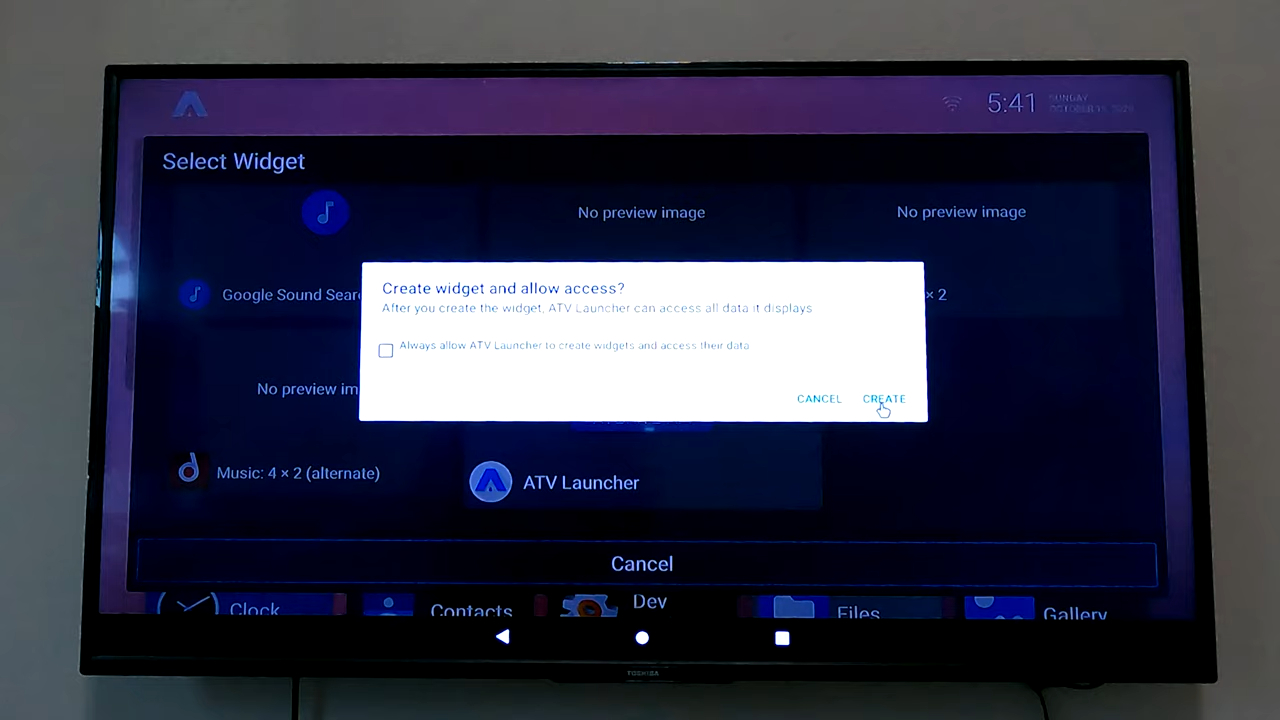 5:41
SUNDAY
Select Widget
No preview image
No preview image
Google Sound Sear
× 2
Create widget and allow access?
After you create the widget, ATV Launcher can access all data it displays
Always allow ATV Launcher to create widgets and access their data
CANCEL CREATE
No preview im
Music: 4 × 2 (alternate)
ATV Launcher
Cancel
Clock
Contacts
Dev
Files
Gallery
TOSHIBA